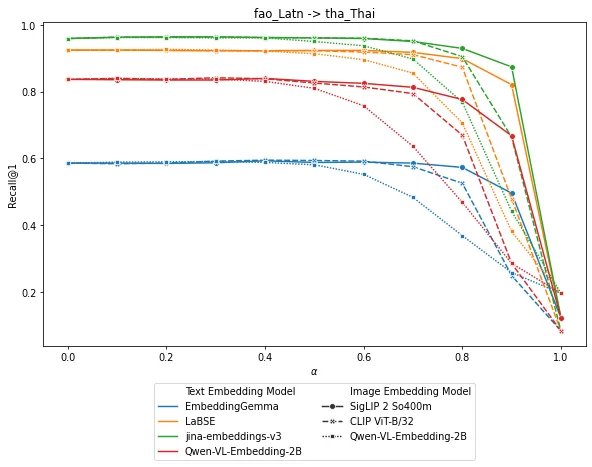 fao_Latn -> tha_Thai
1.0
0.8
0.6
0.4
0.2
Recall@1
0.0 0.2 0.4 0.6 0.8 1.0
α
Text Embedding Model Image Embedding Model
EmbeddingGemma SigLIP 2 So400m
LaBSE CLIP ViT-B/32
jina-embeddings-v3 Qwen-VL-Embedding-2B
Qwen-VL-Embedding-2B